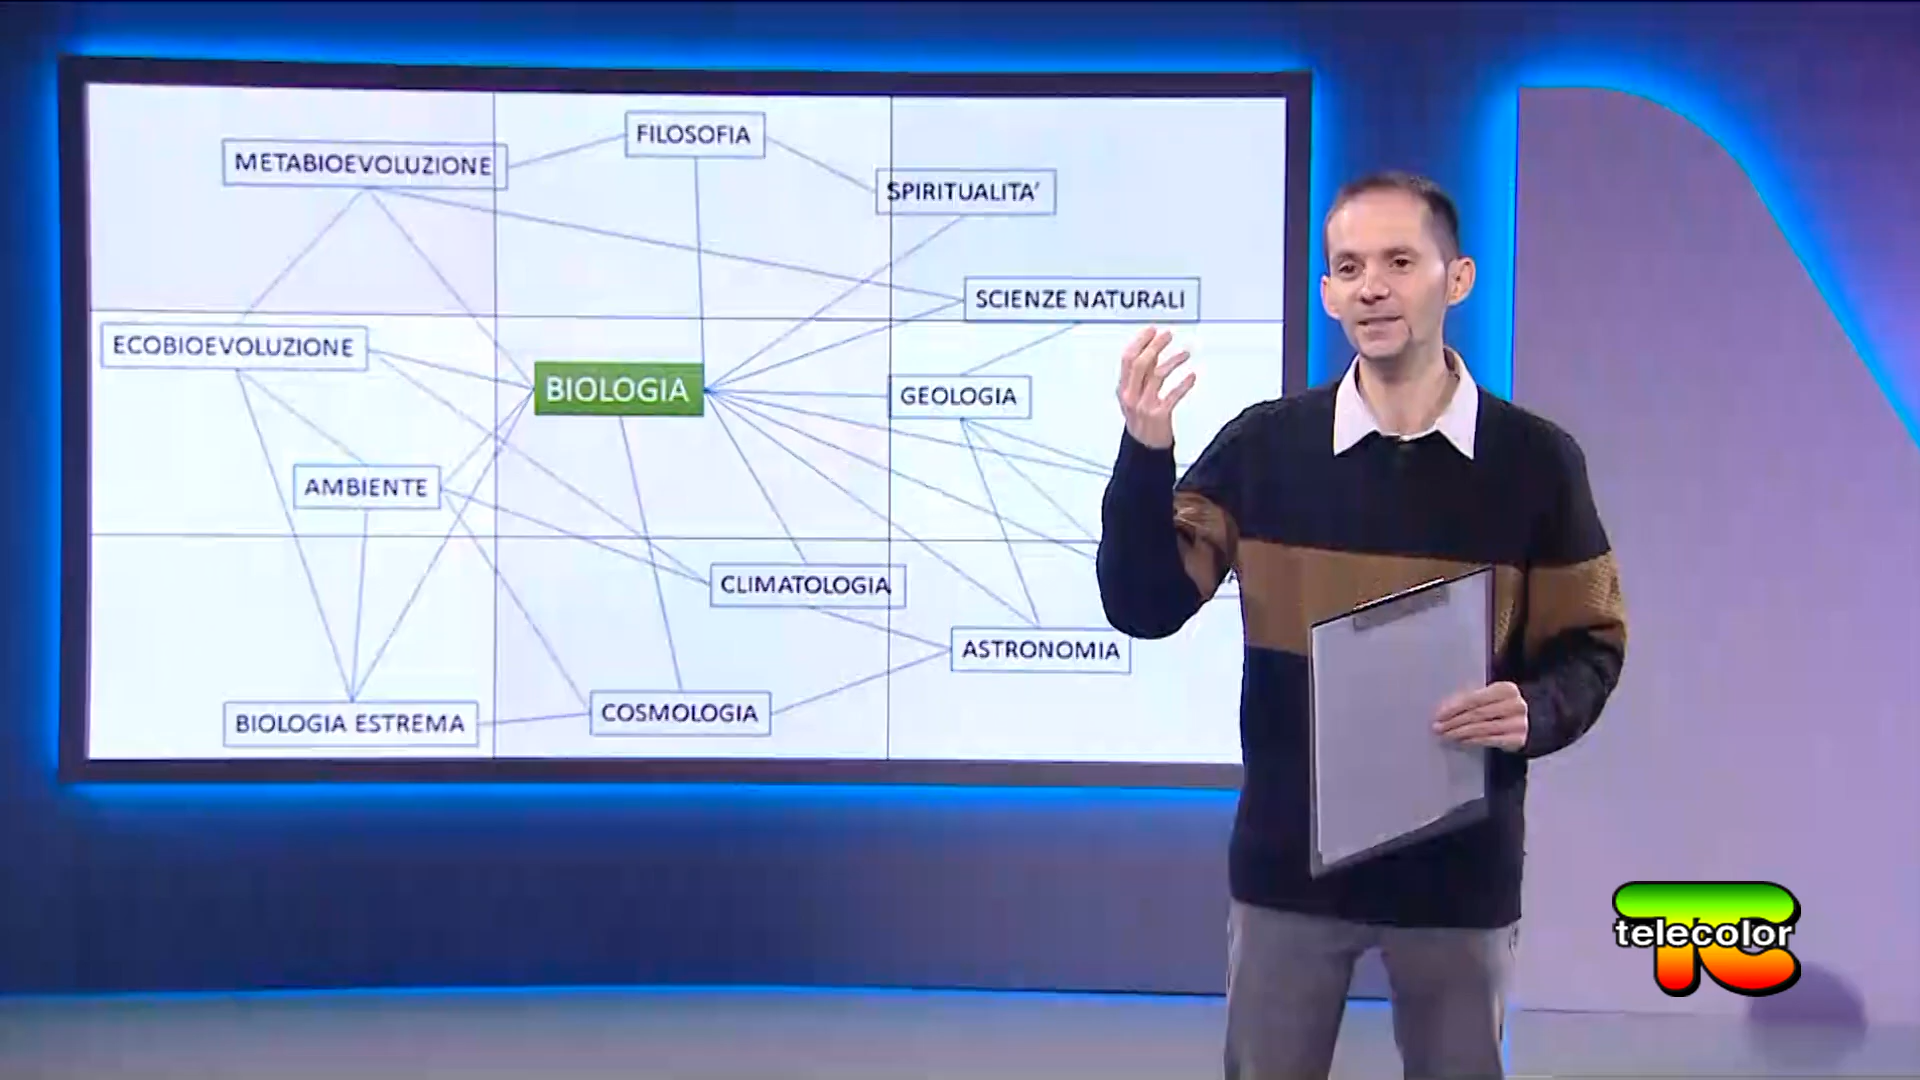 FILOSOFIA
METABIOEVOLUZIONE
SPIRITUALITA'
SCIENZE NATURALI
ECOBIOEVOLUZIONE
BIOLOGIA
GEOLOGIA
AMBIENTE
CLIMATOLOGIA
ASTRONOMIA
BIOLOGIA ESTREMA
COSMOLOGIA
telecolor